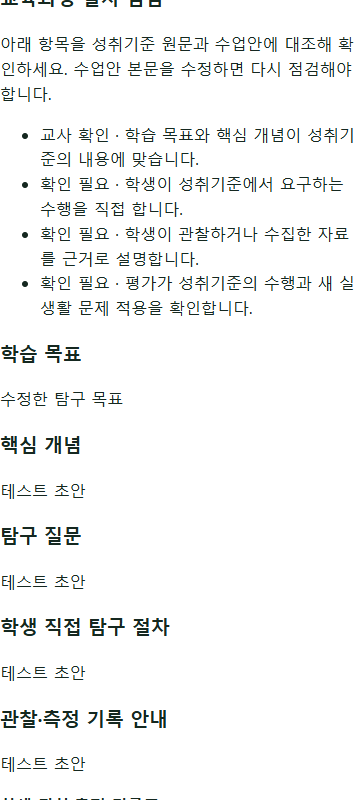 교육과정 일치 점검
아래 항목을 성취기준 원문과 수업안에 대조해 확
인하세요. 수업안 본문을 수정하면 다시 점검해야
합니다.
• 교사 확인 · 학습 목표와 핵심 개념이 성취기
준의 내용에 맞습니다.
• 확인 필요 · 학생이 성취기준에서 요구하는
수행을 직접 합니다.
• 확인 필요 · 학생이 관찰하거나 수집한 자료
를 근거로 설명합니다.
• 확인 필요 · 평가가 성취기준의 수행과 새 실
생활 문제 적용을 확인합니다.
학습 목표
수정한 탐구 목표
핵심 개념
테스트 초안
탐구 질문
테스트 초안
학생 직접 탐구 절차
테스트 초안
관찰·측정 기록 안내
테스트 초안